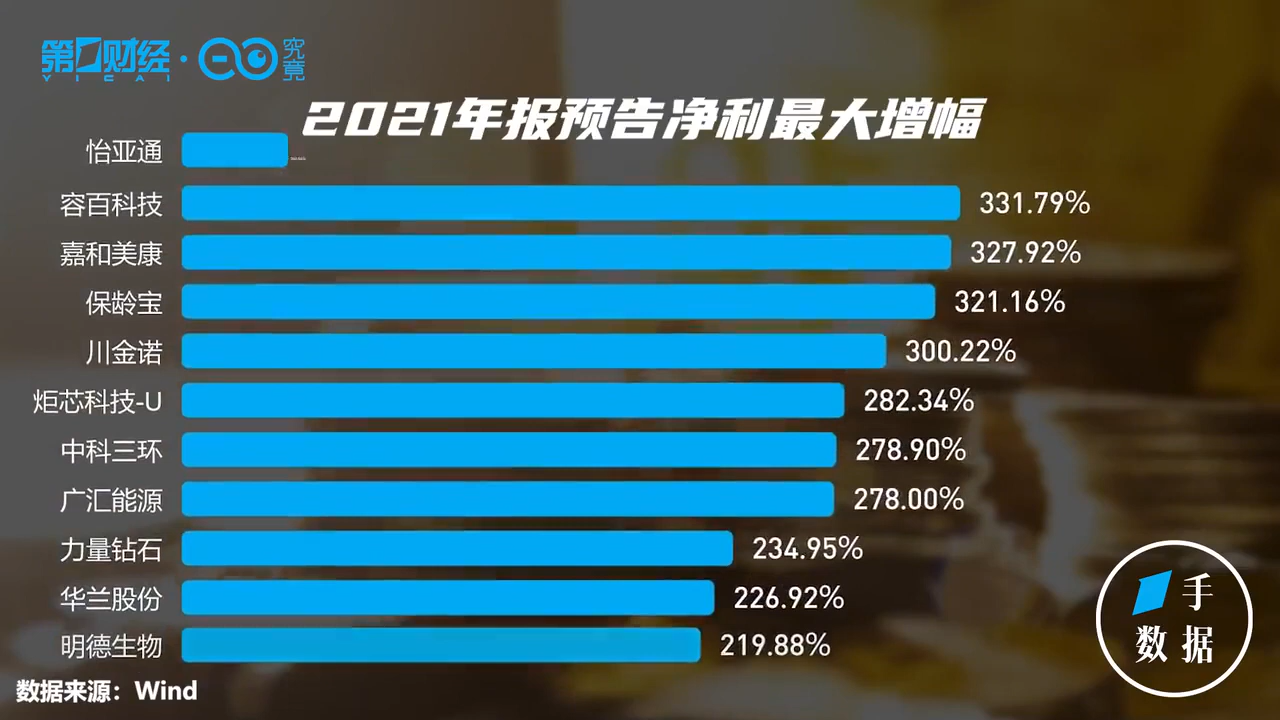 第一财经·究竟
YICAI
2021年报预告净利最大增幅
怡亚通
容百科技 331.79%
嘉和美康 327.92%
保龄宝 321.16%
川金诺 300.22%
炬芯科技-U 282.34%
中科三环 278.90%
广汇能源 278.00%
力量钻石 234.95%
华兰股份 226.92%
明德生物 219.88%
手
数据
数据来源：Wind